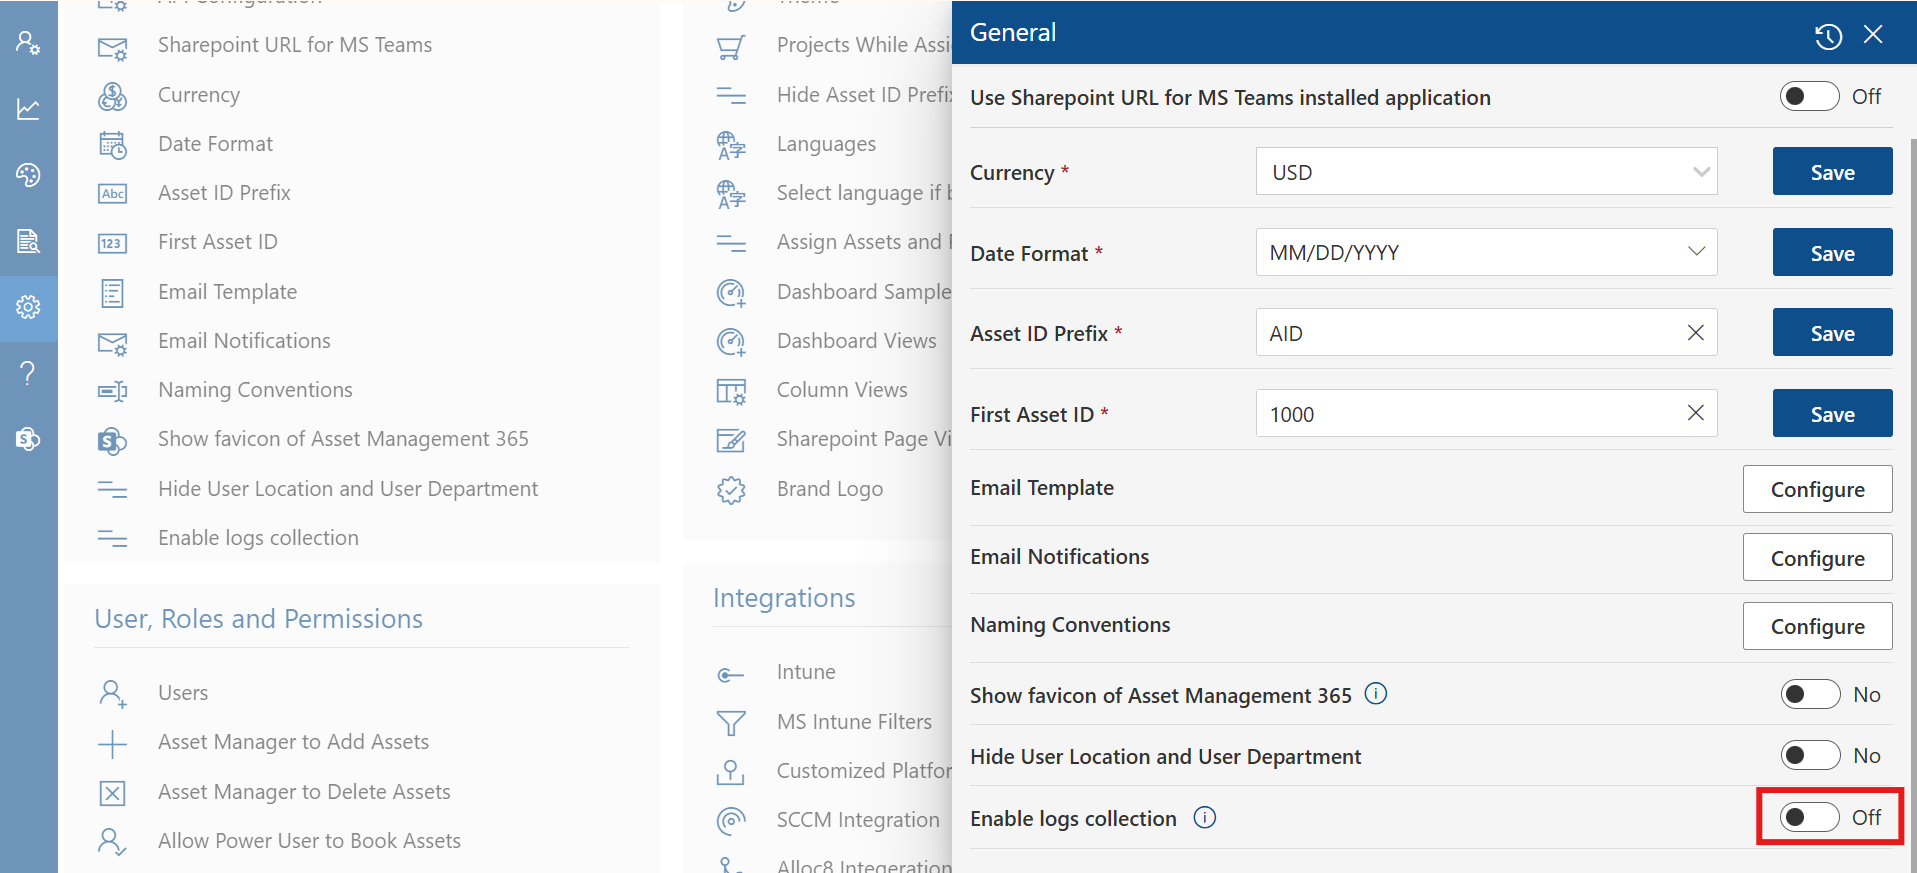 Sharepoint URL for MS Teams
Currency
Date Format
Abc
Asset ID Prefix
123
First Asset ID
Email Template
Email Notifications
Naming Conventions
Show favicon of Asset Management 365
Hide User Location and User Department
Enable logs collection
User, Roles and Permissions
Users
Asset Manager to Add Assets
Asset Manager to Delete Assets
Allow Power User to Book Assets
Projects While
Hide Asset ID
Languages
Select language if
Assign Assets and
Dashboard Sample
Dashboard Views
Column Views
Sharepoint Page
Brand Logo
Integrations
Intune
MS Intune Filters
Customized
SCCM Integration
Alloc8 Integeration
General
Use Sharepoint URL for MS Teams installed application
Off
Currency *
USD
Save
Date Format *
MM/DD/YYYY
Save
Asset ID Prefix *
AID
Save
First Asset ID *
1000
Save
Email Template
Configure
Email Notifications
Configure
Naming Conventions
Configure
Show favicon of Asset Management 365
No
Hide User Location and User Department
No
Enable logs collection
Off